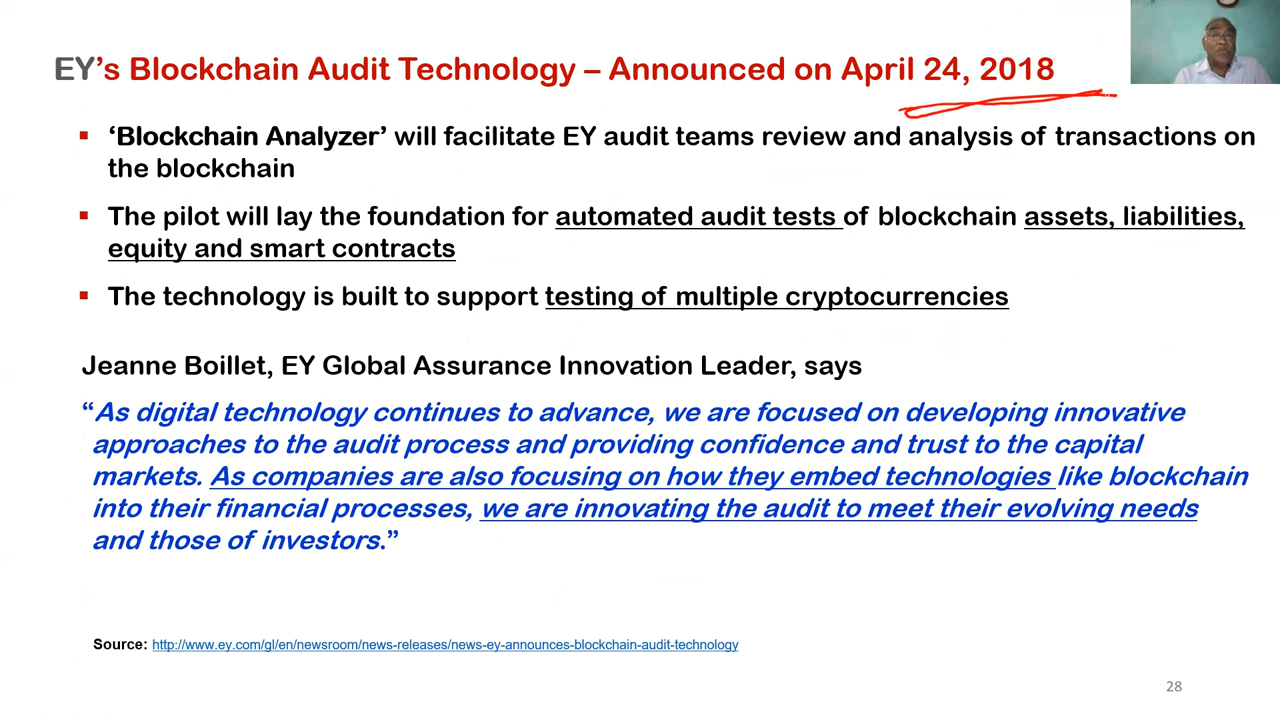 EY's Blockchain Audit Technology – Announced on April 24, 2018
▪ ‘Blockchain Analyzer’ will facilitate EY audit teams review and analysis of transactions on
the blockchain
▪ The pilot will lay the foundation for automated audit tests of blockchain assets, liabilities,
equity and smart contracts
▪ The technology is built to support testing of multiple cryptocurrencies
Jeanne Boillet, EY Global Assurance Innovation Leader, says
“As digital technology continues to advance, we are focused on developing innovative
approaches to the audit process and providing confidence and trust to the capital
markets. As companies are also focusing on how they embed technologies like blockchain
into their financial processes, we are innovating the audit to meet their evolving needs
and those of investors.”
Source: http://www.ey.com/gl/en/newsroom/news-releases/news-ey-announces-blockchain-audit-technology
28